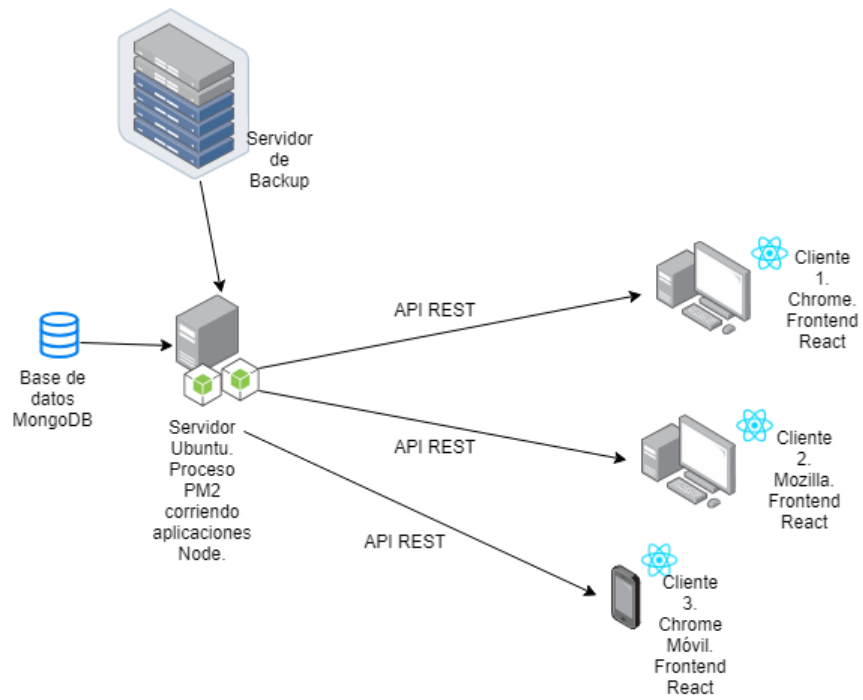 Servidor
de
Backup
API REST
Cliente
1.
Chrome.
Frontend
React
Base de
datos
MongoDB
Servidor
Ubuntu.
Proceso
PM2
corriendo
aplicaciones
Node.
API REST
Cliente
2.
Mozilla.
Frontend
React
API REST
Cliente
3.
Chrome
Móvil.
Frontend
React